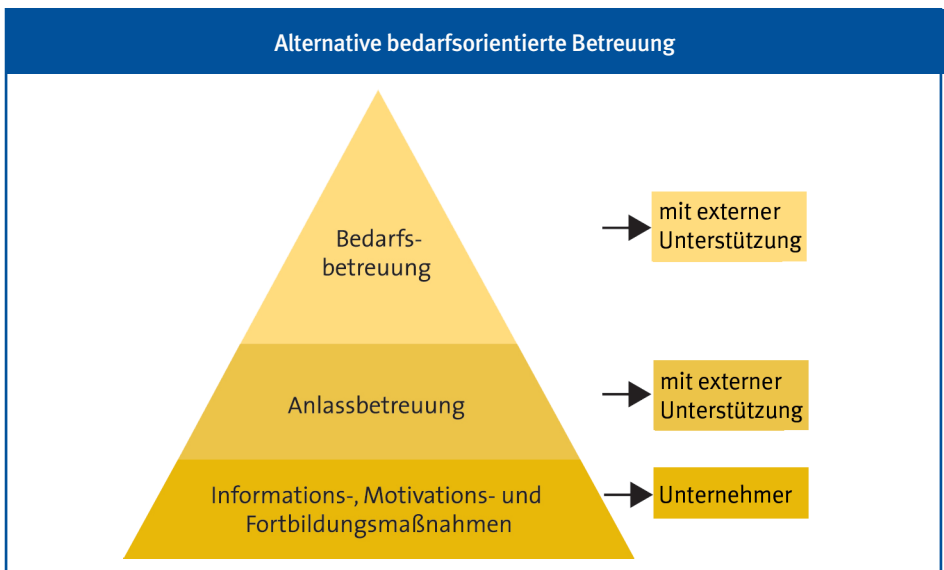 Alternative bedarfsorientierte Betreuung
Bedarfs-
betreuung
mit externer
Unterstützung
Anlassbetreuung
mit externer
Unterstützung
Informations-, Motivations- und
Fortbildungsmaßnahmen
Unternehmer